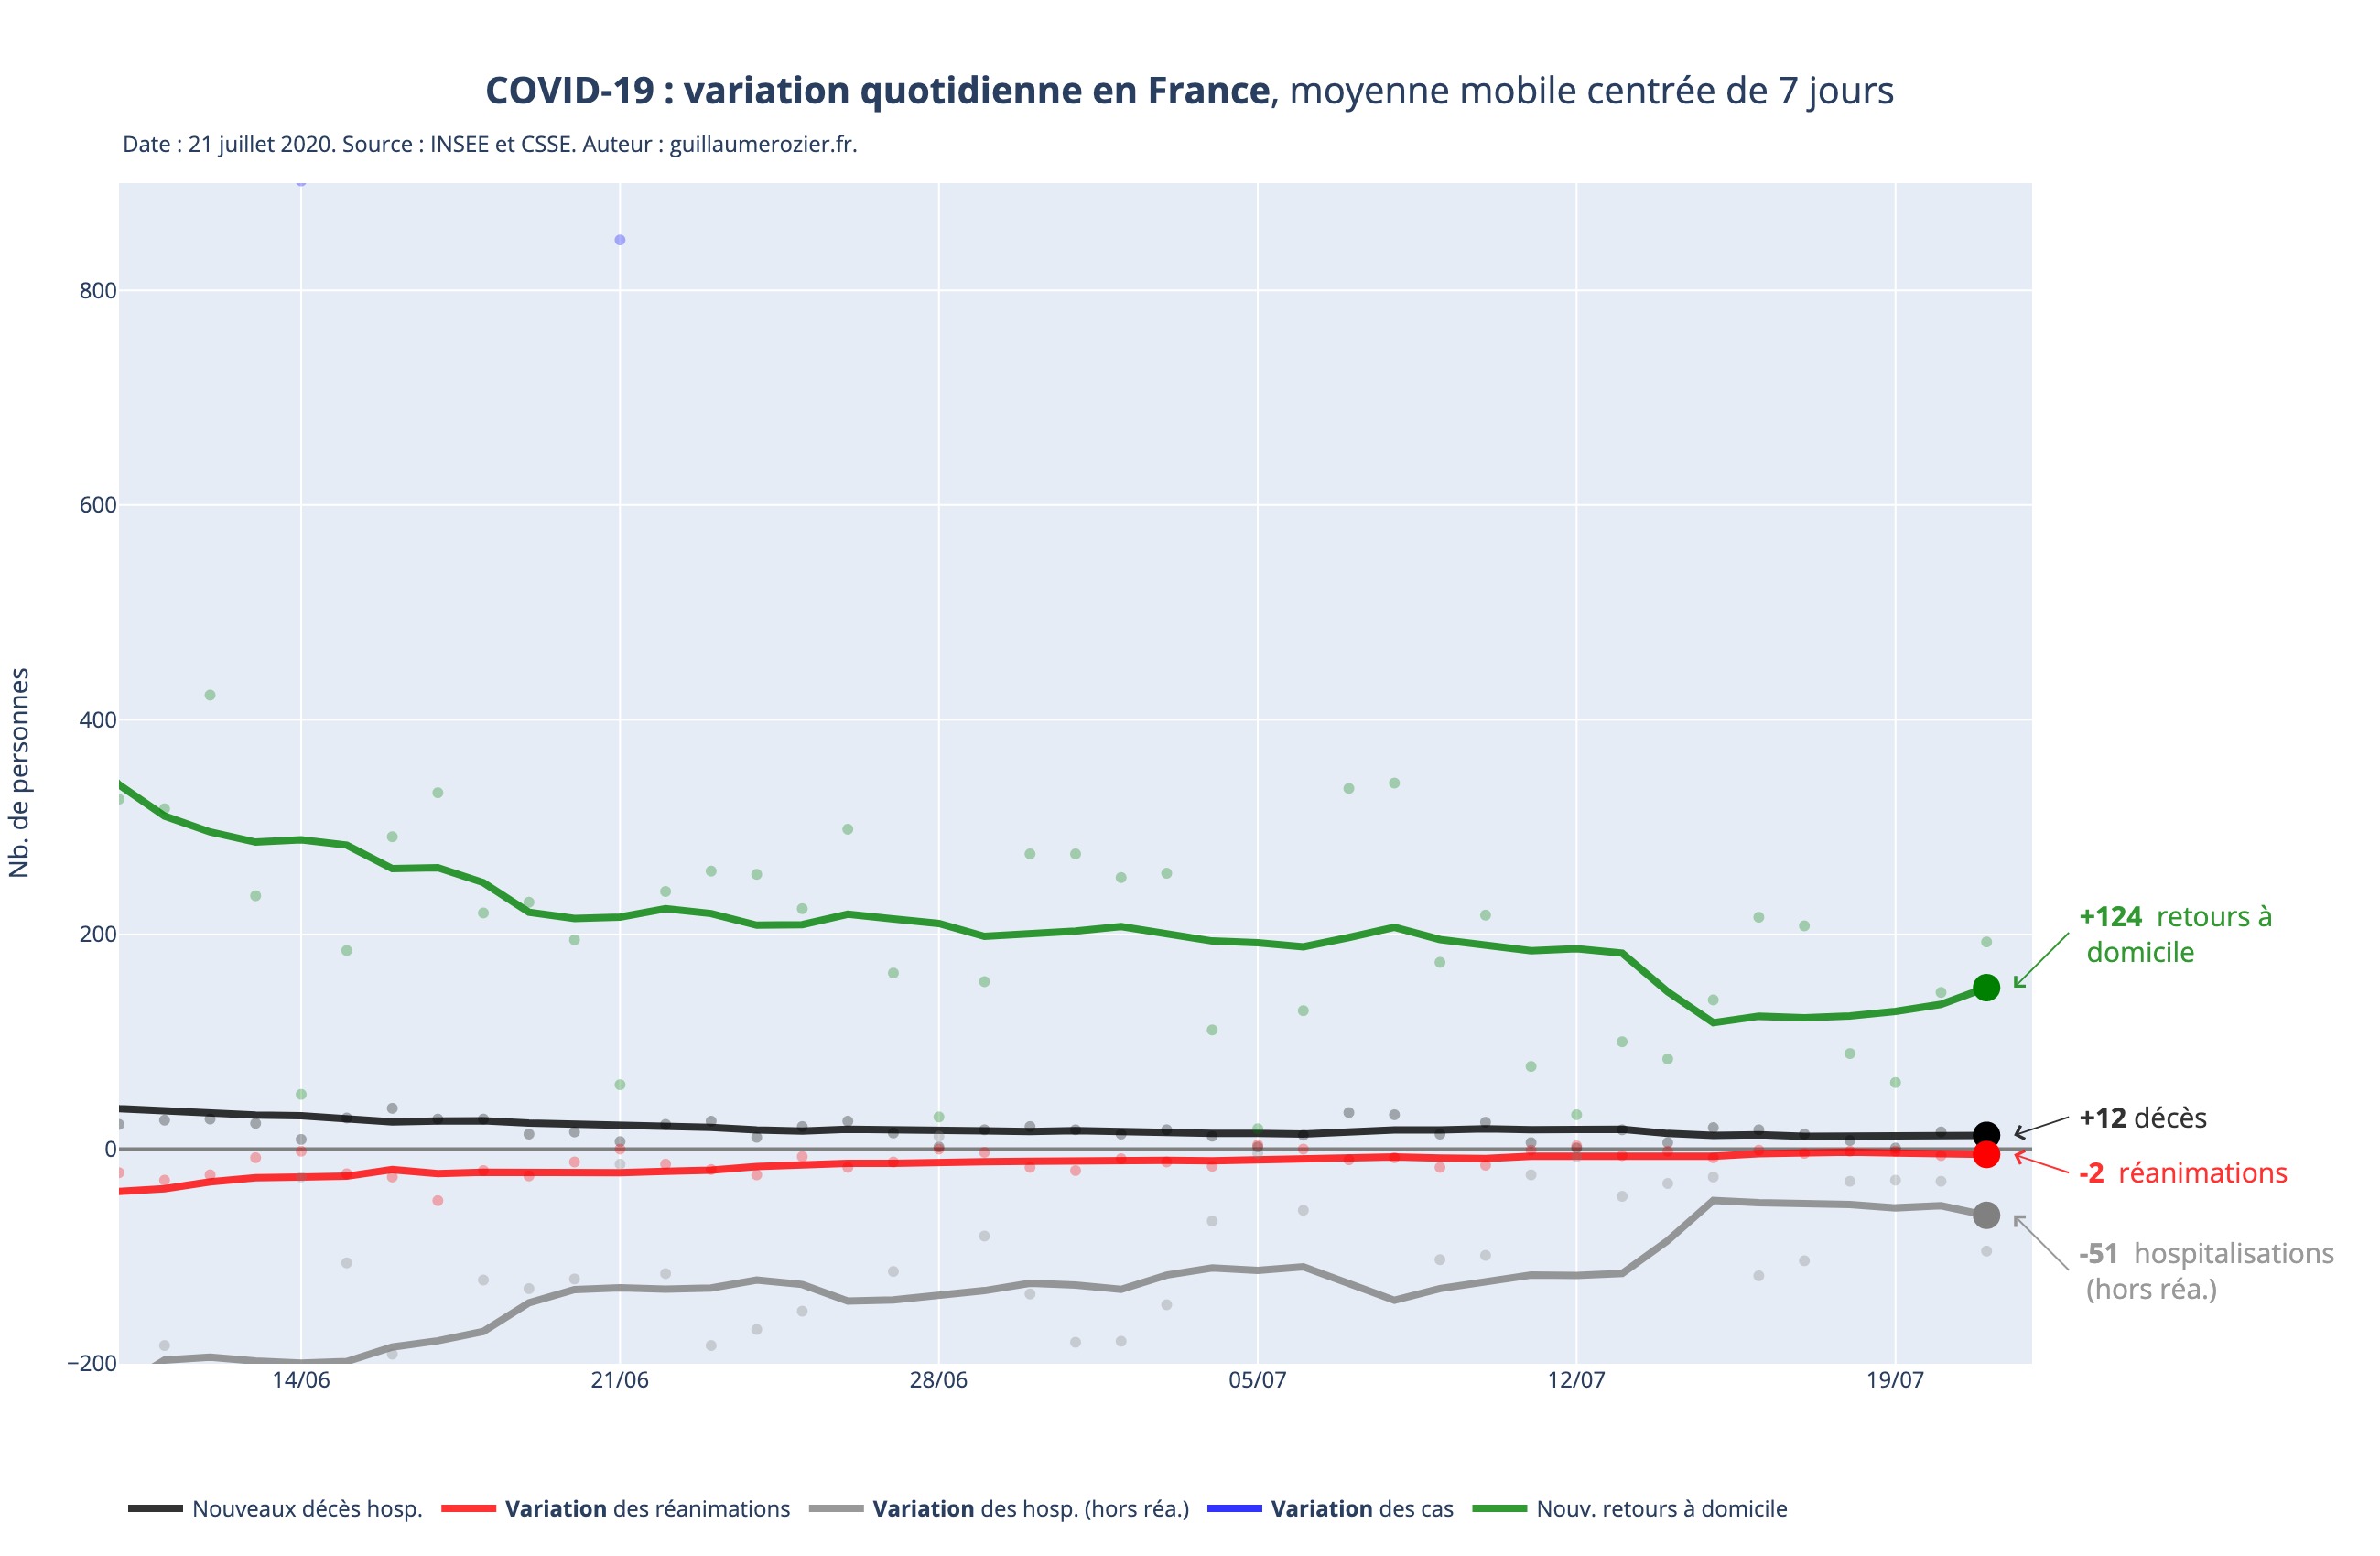 COVID-19 : variation quotidienne en France, moyenne mobile centrée de 7 jours
Date : 21 juillet 2020. Source : INSEE et CSSE. Auteur : guillaumerozier.fr.
Nb. de personnes
800
600
400
200
0
−200
14/06
21/06
28/06
05/07
12/07
19/07
+124 retours à
domicile
+12 décès
-2 réanimations
-51 hospitalisations
(hors réa.)
Nouveaux décès hosp.
Variation des réanimations
Variation des hosp. (hors réa.)
Variation des cas
Nouv. retours à domicile